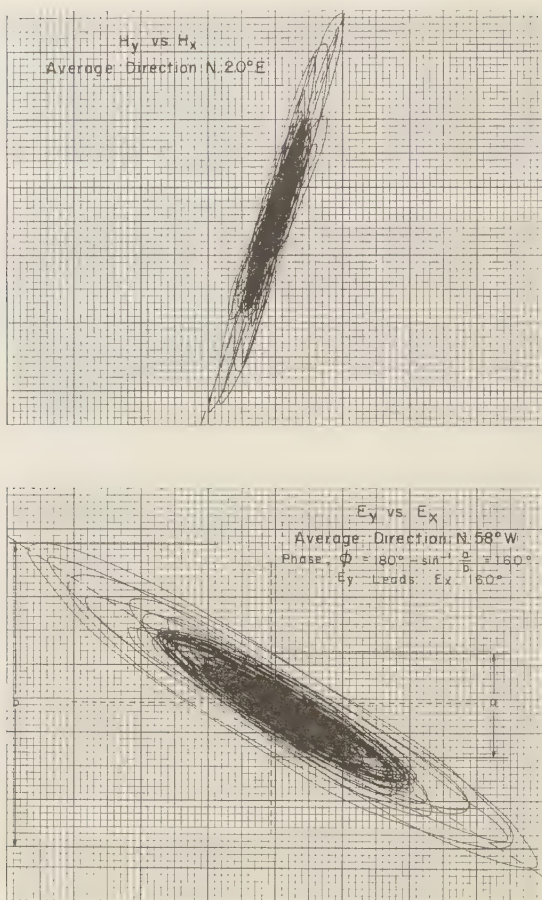 Hy vs Hx
Average Direction N. 20°E
Ey vs Ex
Average Direction N. 58°W
Phase, ϕ = 180° – sin⁻¹ a/b = 160°
Ey Leads Ex 160°
b
a